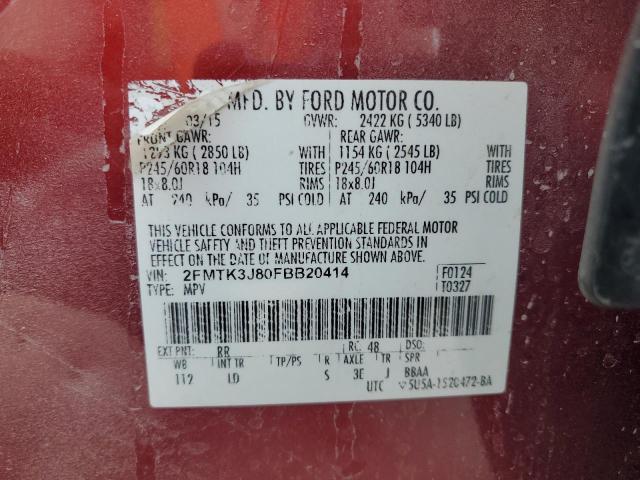 MFD. BY FORD MOTOR CO.
03/15 GVWR: 2422 KG ( 5340 LB)
FRONT GAWR: REAR GAWR:
1293 KG ( 2850 LB) WITH 1154 KG ( 2545 LB) WITH
P245/60R18 104H TIRES P245/60R18 104H TIRES
18x8.0J RIMS 18x8.0J RIMS
AT 240 kPa/ 35 PSI COLD AT 240 kPa/ 35 PSI COLD
THIS VEHICLE CONFORMS TO ALL APPLICABLE FEDERAL MOTOR
VEHICLE SAFETY AND THEFT PREVENTION STANDARDS IN
EFFECT ON THE DATE OF MANUFACTURE SHOWN ABOVE.
VIN: 2FMTK3J80FBB20414 F0124
TYPE: MPV T0327
EXT PNT: RR RC: 48 DSO:
WB INT TR TP/PS R AXLE TR SPR
112 LD S 3E J BBAA
UTC 5U5A-1520472-BA